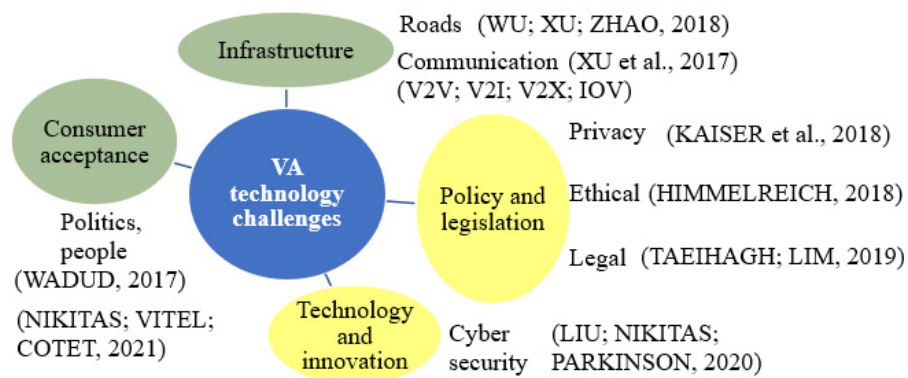 Infrastructure
Roads (WU; XU; ZHAO, 2018)
Communication (XU et al., 2017)
(V2V; V2I; V2X; IOV)
Consumer
acceptance
Politics,
people
(WADUD, 2017)
(NIKITAS; VITEL;
COTET, 2021)
VA
technology
challenges
Policy and
legislation
Privacy (KAISER et al., 2018)
Ethical (HIMMELREICH, 2018)
Legal (TAEIHAGH; LIM, 2019)
Technology
and
innovation
Cyber
security
(LIU; NIKITAS;
PARKINSON, 2020)